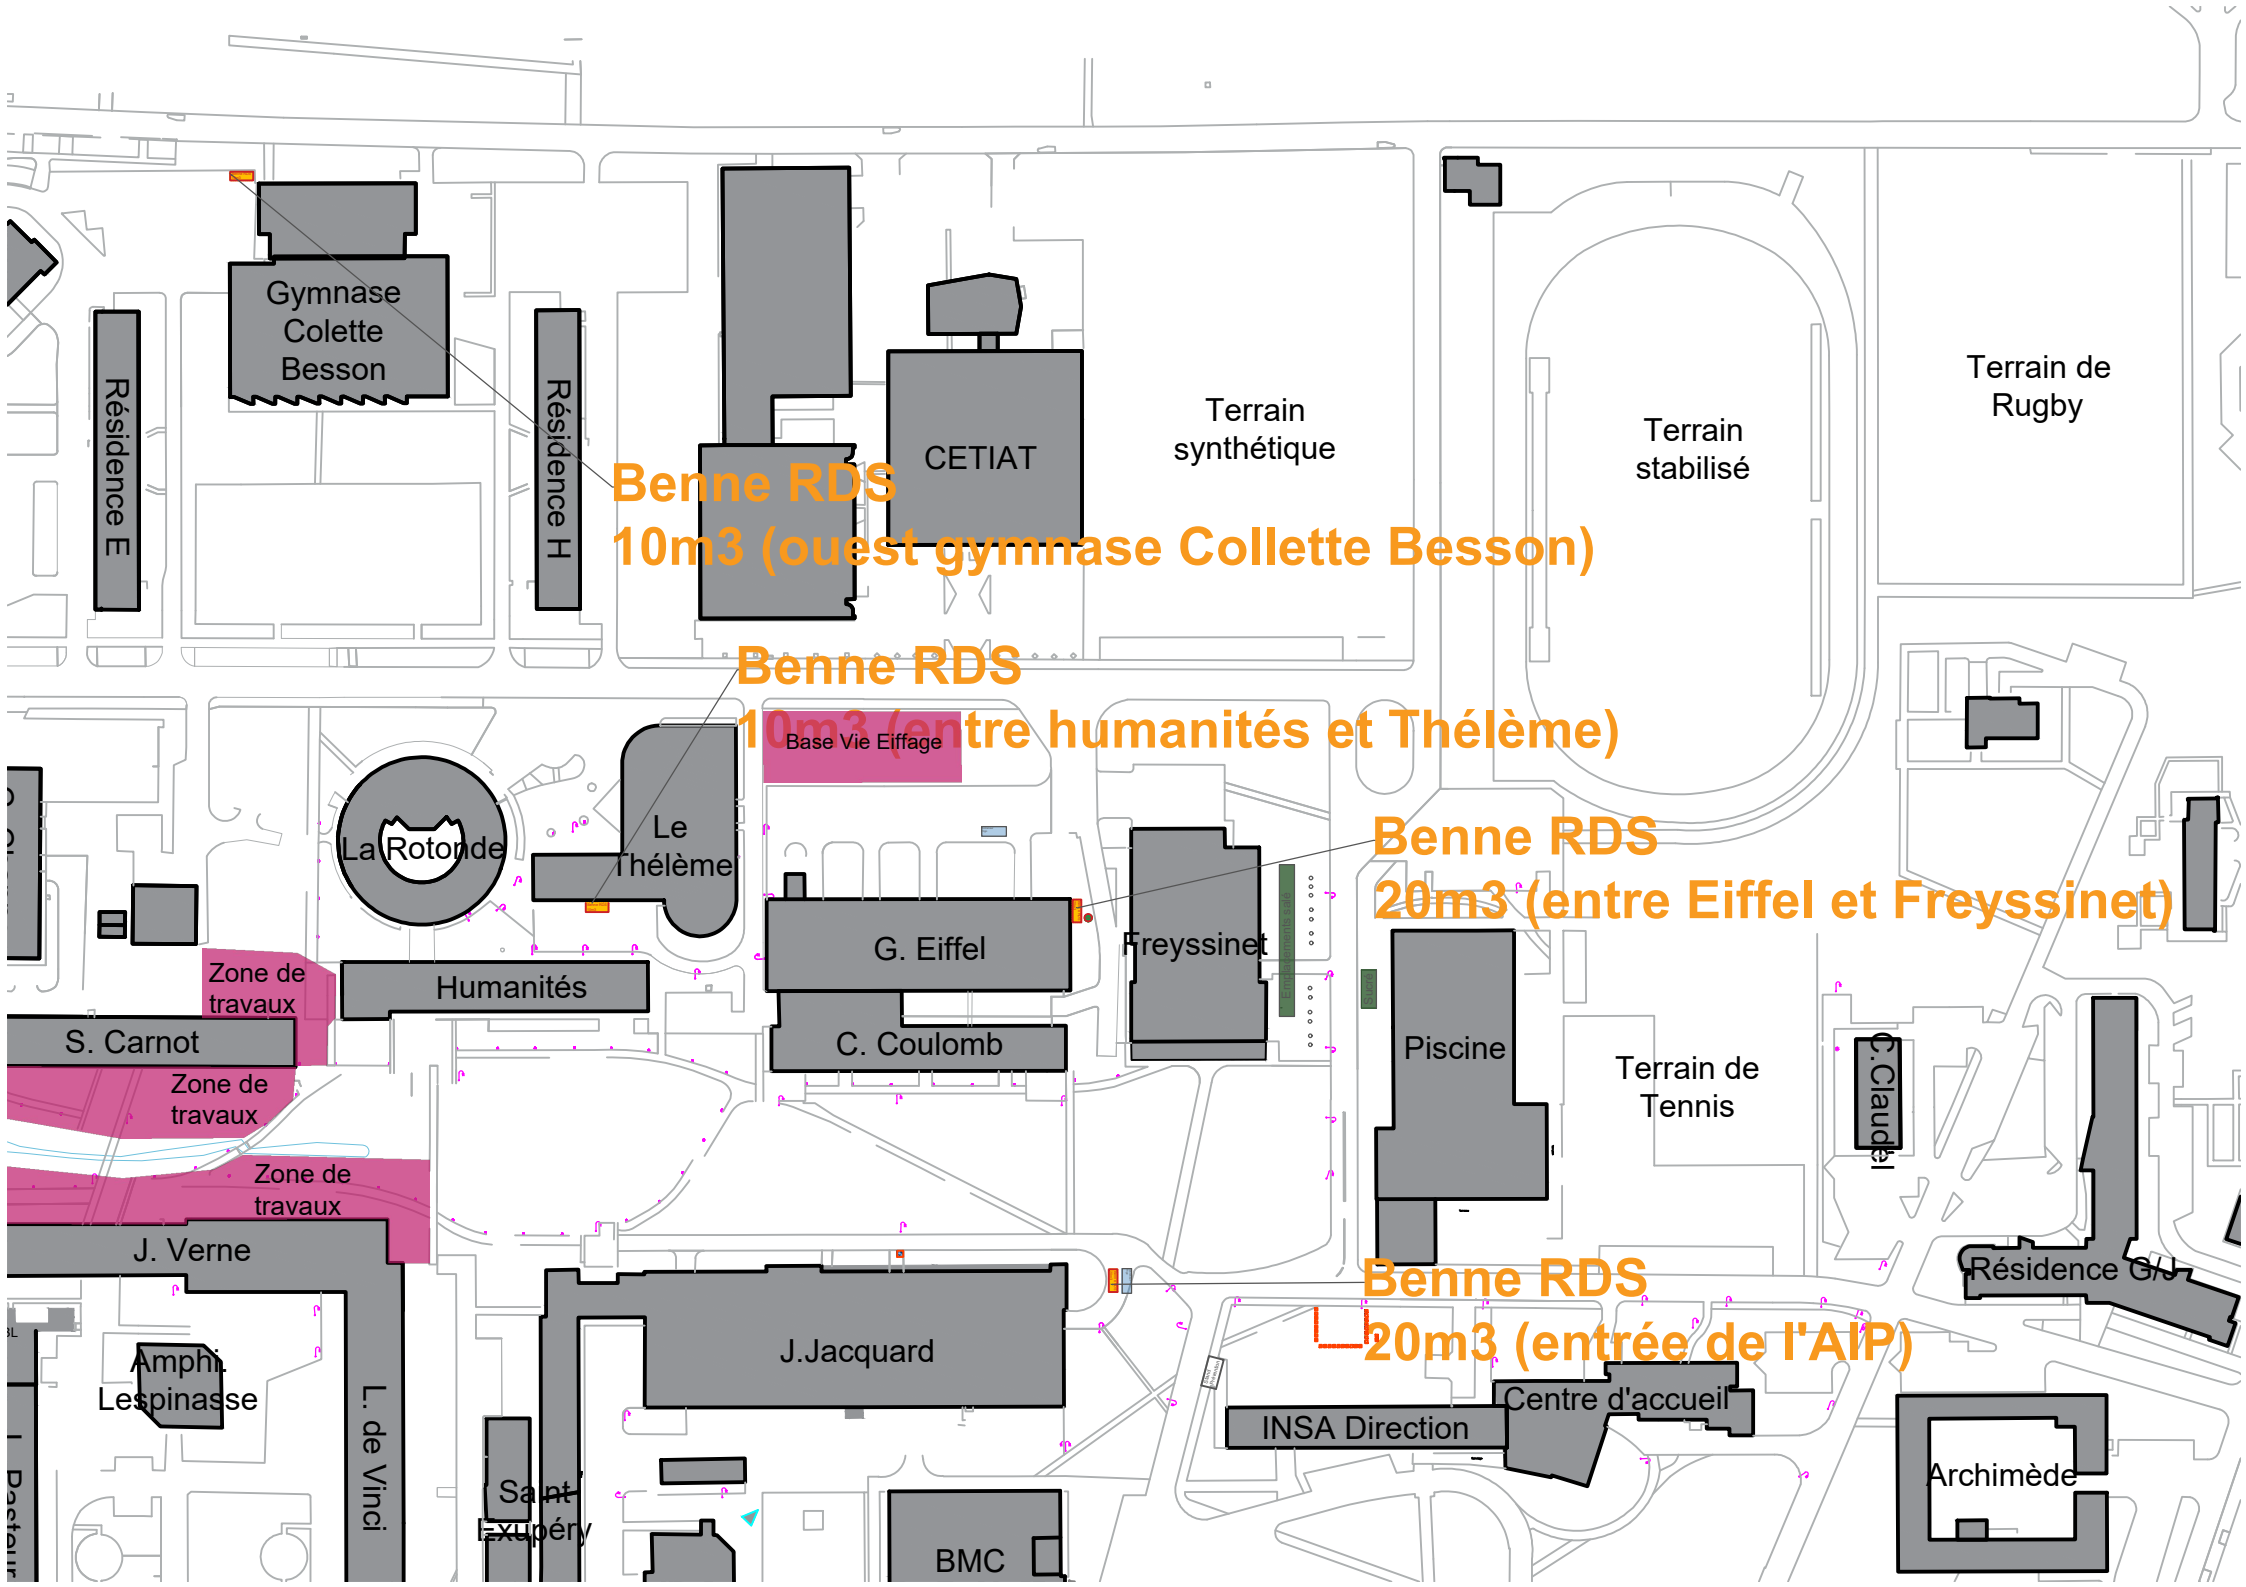 Gymnase
Colette
Besson
Résidence E
Résidence H
CETIAT
Terrain
synthétique
Terrain
stabilisé
Terrain de
Rugby
Benne RDS
10m3 (ouest gymnase Collette Besson)
Benne RDS
10m3 (entre humanités et Thélème)
Base Vie Eiffage
La Rotonde
Le
Thélème
Benne RDS
20m3 (entre Eiffel et Freyssinet)
G. Eiffel
Freyssinet
Emplacements salé
Sucré
Zone de
travaux
Humanités
S. Carnot
C. Coulomb
Piscine
Terrain de
Tennis
C.Claudel
Zone de
travaux
Zone de
travaux
J. Verne
Résidence G/J
Benne RDS
20m3 (entrée de l'AIP)
J.Jacquard
Amphi.
Lespinasse
L. de Vinci
Centre d'accueil
INSA Direction
Saint
Exupéry
BMC
Archimède